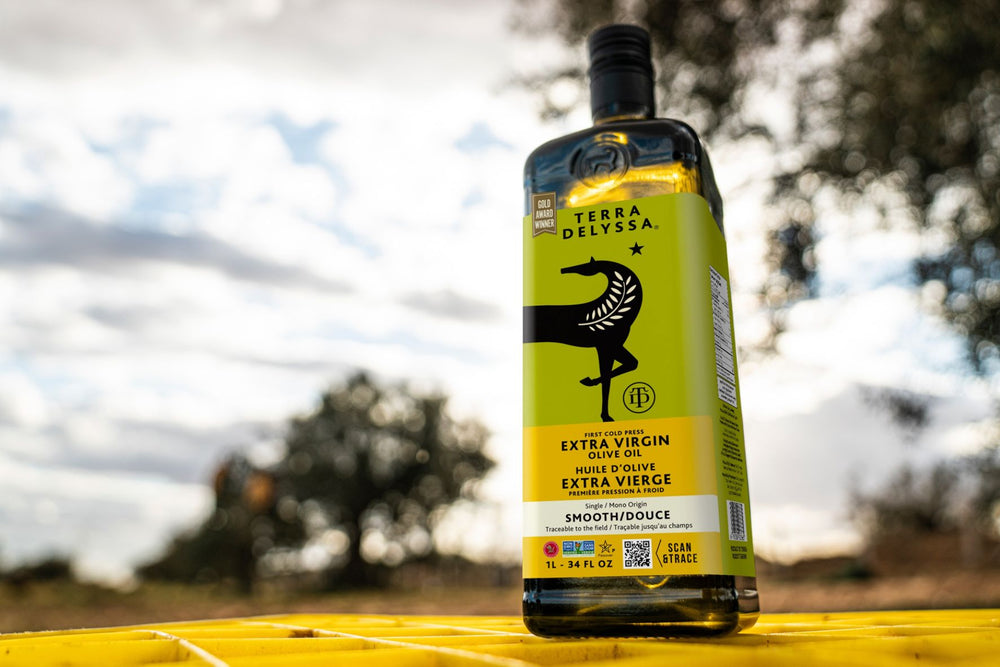 GOLD
AWARD
WINNER
TERRA
DELYSSA®
FIRST COLD PRESS
EXTRA VIRGIN
OLIVE OIL
HUILE D'OLIVE
EXTRA VIERGE
PREMIÈRE PRESSION À FROID
Single / Mono Origin
SMOOTH/DOUCE
Traceable to the field / Traçable jusqu'au champs
SCAN
&TRACE
1L - 34 FL OZ